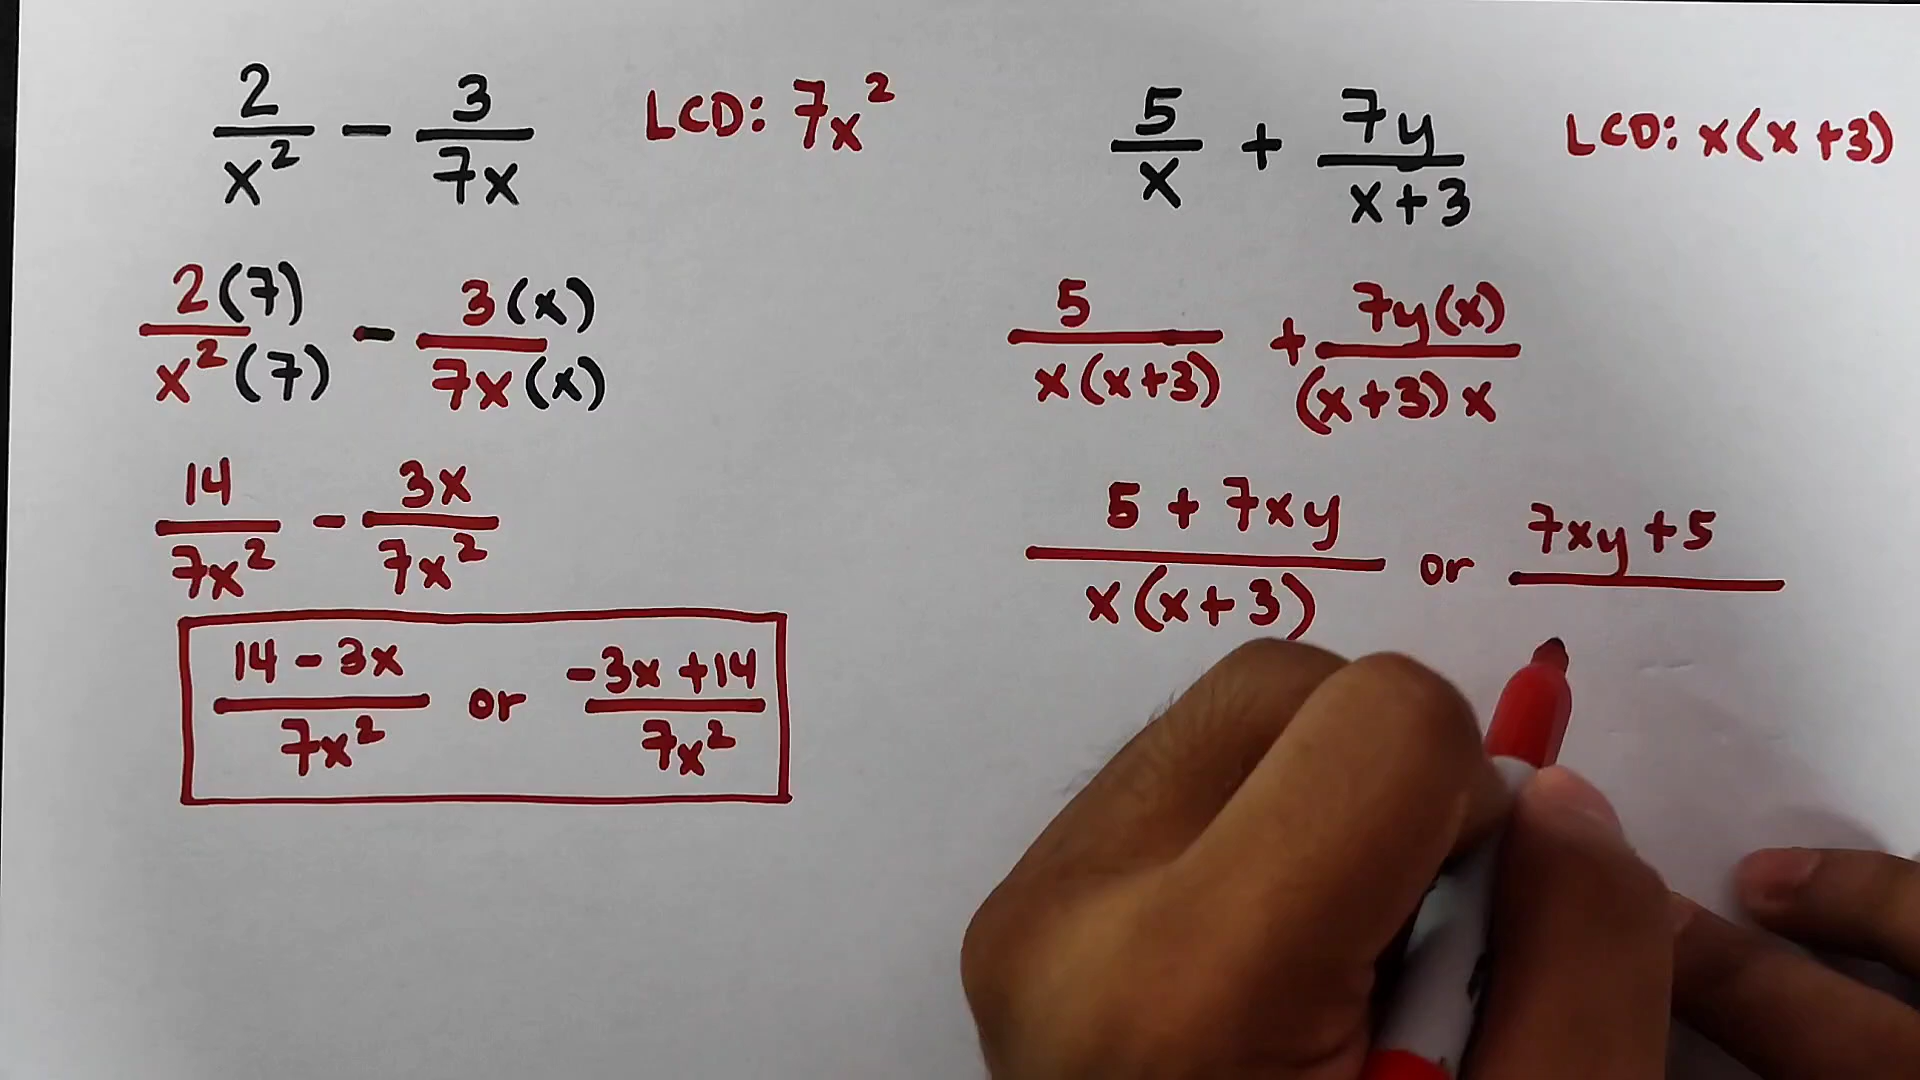 2/x² - 3/7x LCD: 7x²
2(7)/x²(7) - 3(x)/7x(x)
14/7x² - 3x/7x²
14 - 3x/7x² or -3x + 14/7x²
5/x + 7y/x+3 LCD: x(x+3)
5/x(x+3) + 7y(x)/(x+3)x
5 + 7xy/x(x+3) or 7xy + 5